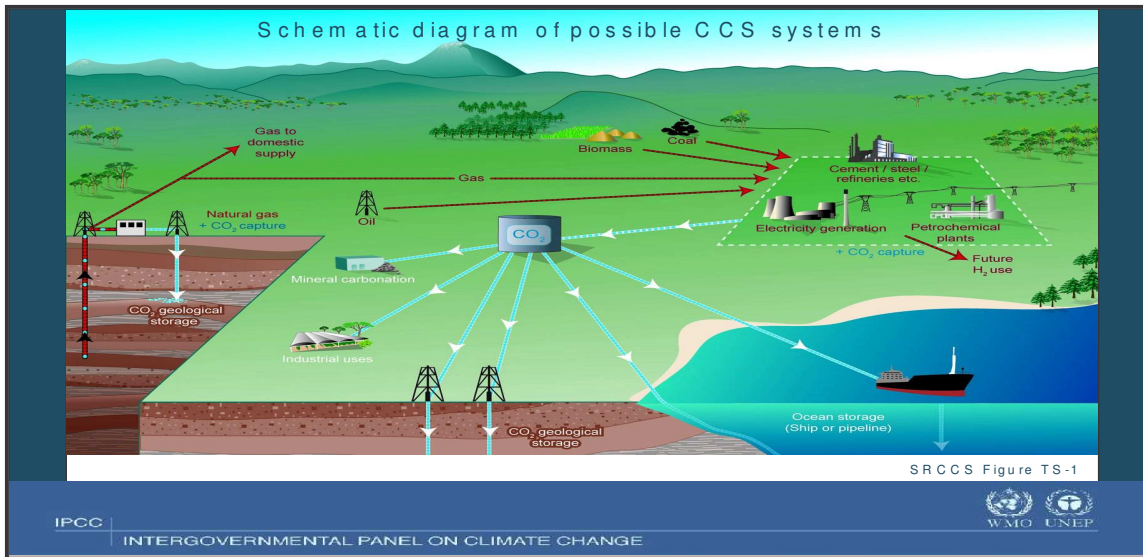 Schematic diagram of possible CCS systems
Gas to
domestic
supply
Biomass
Coal
Cement / steel /
refineries etc.
Gas
Natural gas
+ CO₂ capture
Oil
CO₂
Electricity generation
Petrochemical
plants
+ CO₂ capture
Future
H₂ use
Mineral carbonation
CO₂ geological
storage
Industrial uses
Ocean storage
(Ship or pipeline)
CO₂ geological
storage
SRCCS Figure TS-1
IPCC
INTERGOVERNMENTAL PANEL ON CLIMATE CHANGE
WMO
UNEP